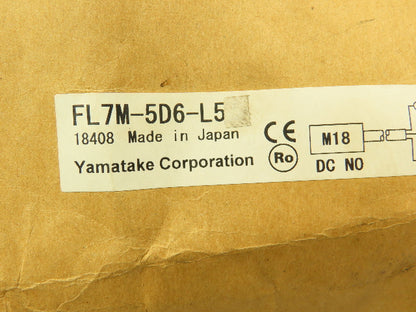 FL7M-5D6-L5
18408 Made in Japan
Yamatake Corporation
CE
Ro
M18
DC NO